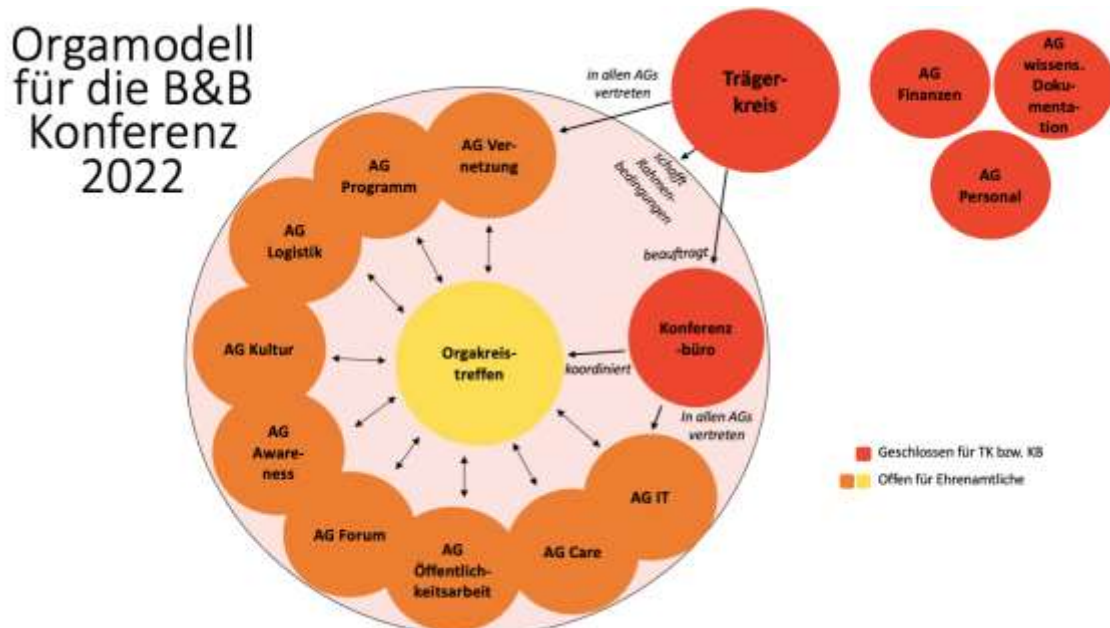 Orgamodell
für die B&B
Konferenz
2022
in allen AGs
vertreten
Träger-
kreis
AG
Finanzen
AG
wissens.
Doku-
menta-
tion
AG
Personal
schafft
Rahmen-
bedingungen
beauftragt
AG Ver-
netzung
AG
Programm
AG
Logistik
AG Kultur
AG
Aware-
ness
AG Forum
AG
Öffentlich-
keitsarbeit
AG Care
AG IT
Orgakreis-
treffen
koordiniert
Konferenz
-büro
In allen AGs
vertreten
Geschlossen für TK bzw. KB
Offen für Ehrenamtliche